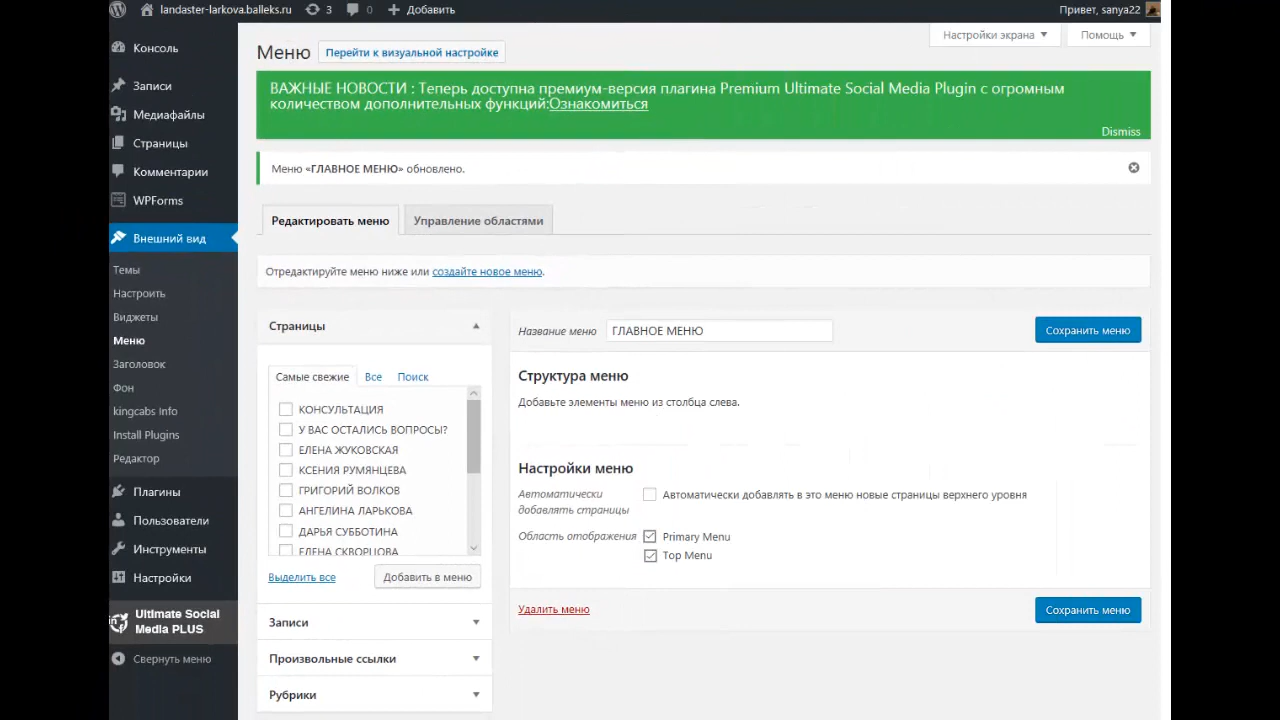 landaster-larkova.balleks.ru 3 0 Добавить Привет, sanya22
Консоль
Записи
Медиафайлы
Страницы
Комментарии
WPForms
Внешний вид
Темы
Настроить
Виджеты
Меню
Заголовок
Фон
kingcabs Info
Install Plugins
Редактор
Плагины
Пользователи
Инструменты
Настройки
Ultimate Social
Media PLUS
Свернуть меню
Настройки экрана Помощь
Меню Перейти к визуальной настройке
ВАЖНЫЕ НОВОСТИ : Теперь доступна премиум-версия плагина Premium Ultimate Social Media Plugin с огромным
количеством дополнительных функций:Ознакомиться
Dismiss
Меню «ГЛАВНОЕ МЕНЮ» обновлено.
Редактировать меню Управление областями
Отредактируйте меню ниже или создайте новое меню.
Страницы
Самые свежие Все Поиск
КОНСУЛЬТАЦИЯ
У ВАС ОСТАЛИСЬ ВОПРОСЫ?
ЕЛЕНА ЖУКОВСКАЯ
КСЕНИЯ РУМЯНЦЕВА
ГРИГОРИЙ ВОЛКОВ
АНГЕЛИНА ЛАРЬКОВА
ДАРЬЯ СУББОТИНА
ЕЛЕНА СКВОРЦОВА
Выделить все Добавить в меню
Записи
Произвольные ссылки
Рубрики
Название меню ГЛАВНОЕ МЕНЮ Сохранить меню
Структура меню
Добавьте элементы меню из столбца слева.
Настройки меню
Автоматически Автоматически добавлять в это меню новые страницы верхнего уровня
добавлять страницы
Область отображения Primary Menu
Top Menu
Удалить меню Сохранить меню